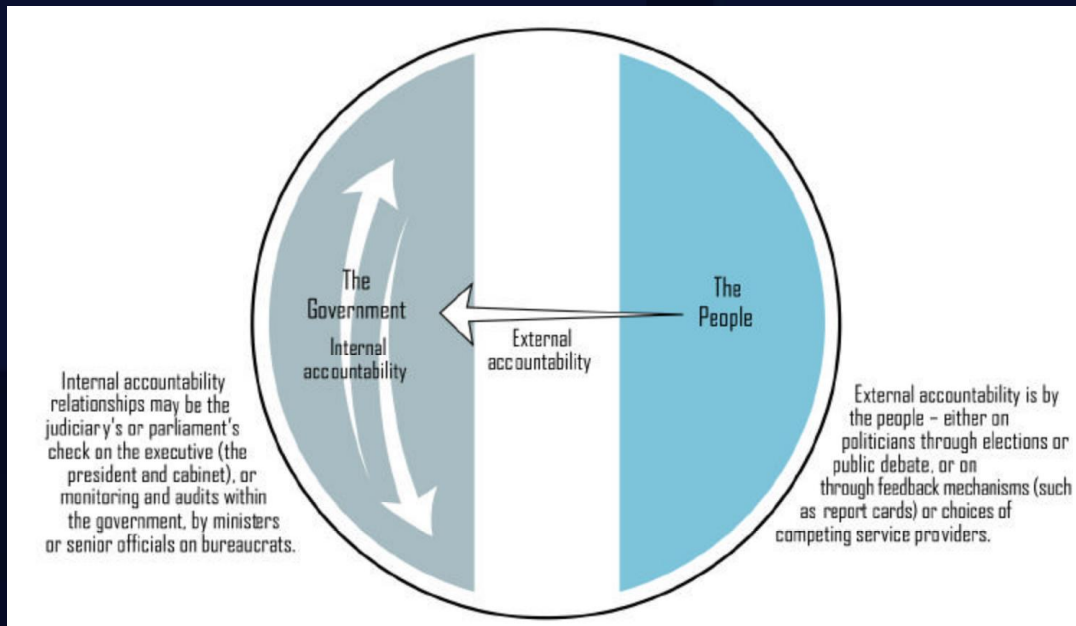 The
Government
Internal
accountability
External
accountability
The
People
Internal accountability
relationships may be the
judiciary's or parliament's
check on the executive (the
president and cabinet), or
monitoring and audits within
the government, by ministers
or senior officials on bureaucrats.
External accountability is by
the people – either on
politicians through elections or
public debate, or on
through feedback mechanisms (such
as report cards) or choices of
competing service providers.